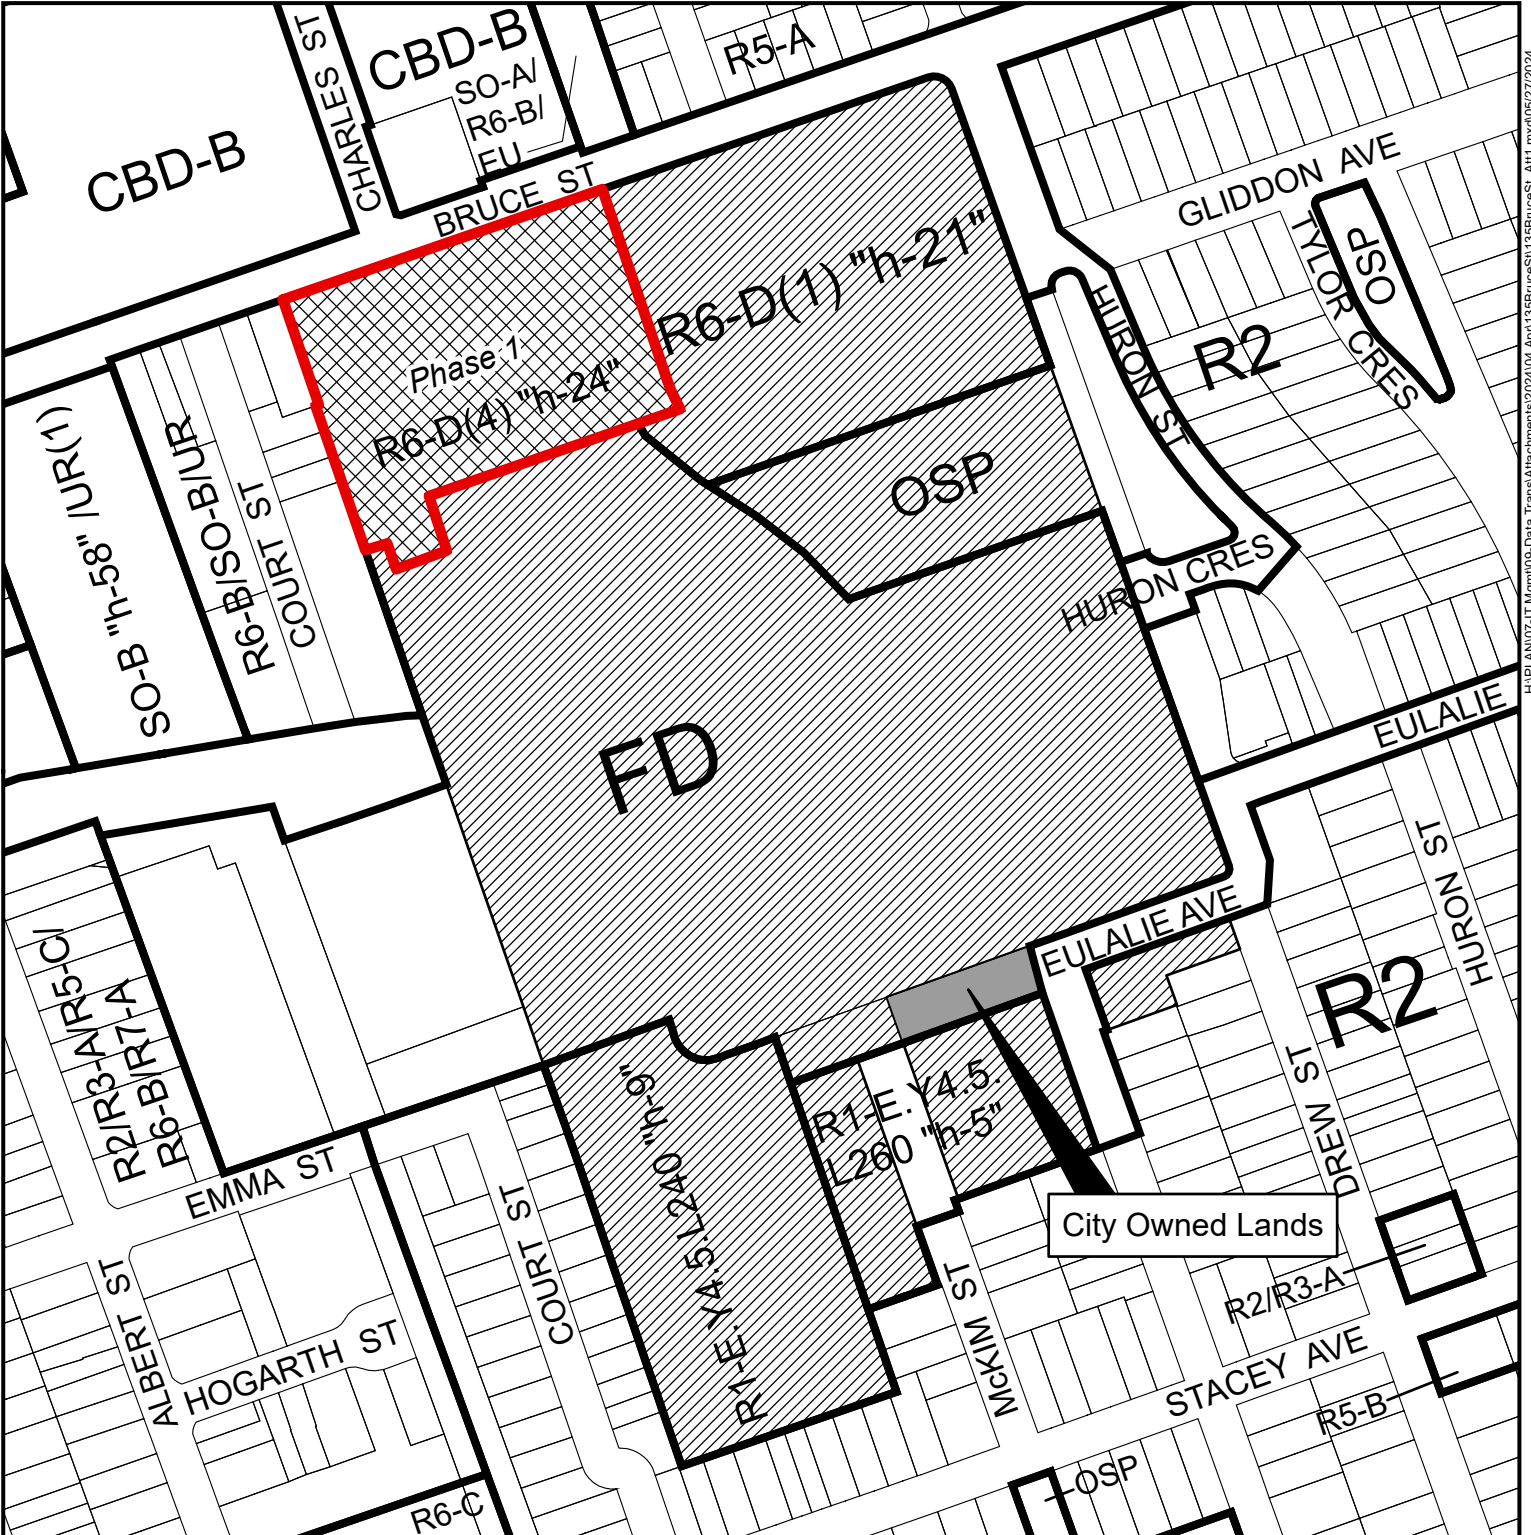 CHARLES ST
CBD-B
SO-A/
R6-B/
EU
R5-A
CBD-B
BRUCE ST
GLIDDON AVE
TYLOR CRES
OSP
R6-D(1) "h-21"
HURON ST
R2
Phase 1
R6-D(4) "h-24"
SO-B "h-58" /UR(1)
R6-B/SO-B/UR
COURT ST
OSP
HURON CRES
FD
EULALIE
HURON ST
EULALIE AVE
R2
R2/R3-A/R5-C/
R6-B/R7-A
R1-E.Y4.5.
L260 "h-5"
R1-E.Y4.5.L240 "h-9"
DREW ST
EMMA ST
City Owned Lands
COURT ST
ALBERT ST
McKIM ST
R2/R3-A
HOGARTH ST
STACEY AVE
R5-B
OSP
R6-C